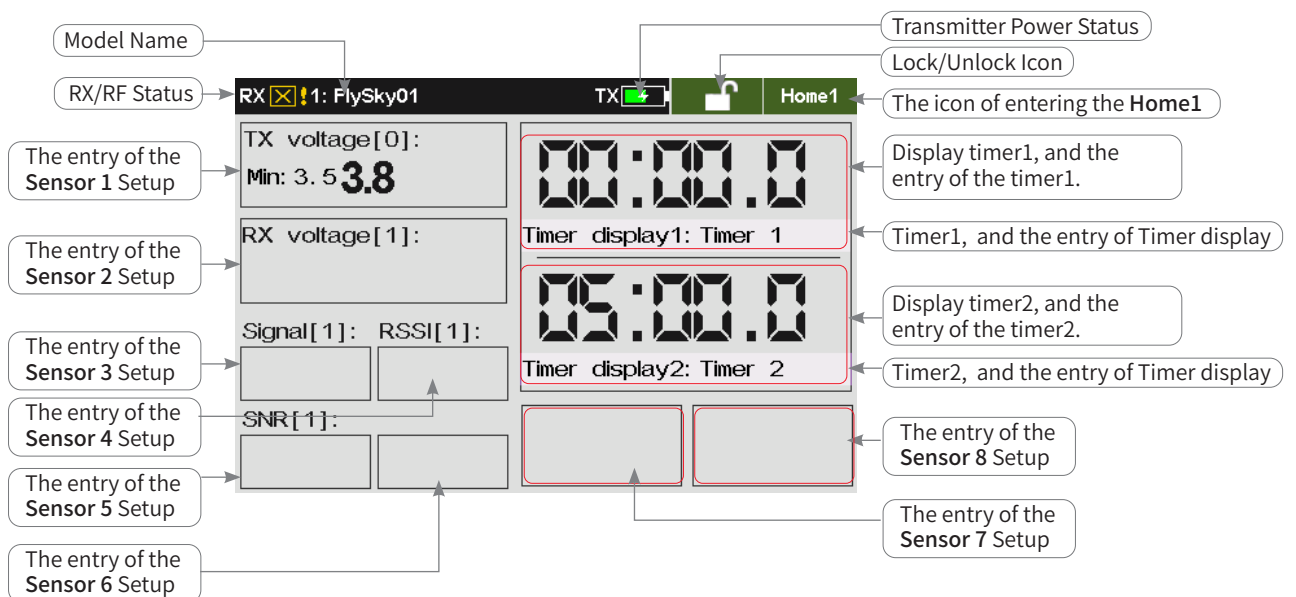 Model Name
RX/RF Status
The entry of the
Sensor 1 Setup
The entry of the
Sensor 2 Setup
The entry of the
Sensor 3 Setup
The entry of the
Sensor 4 Setup
The entry of the
Sensor 5 Setup
The entry of the
Sensor 6 Setup
RX ! 1: FlySky01 TX Home1
TX voltage[0]:
Min: 3.5 3.8
RX voltage[1]:
Signal[1]: RSSI[1]:
SNR[1]:
00:00.0
Timer display1: Timer 1
05:00.0
Timer display2: Timer 2
Transmitter Power Status
Lock/Unlock Icon
The icon of entering the Home1
Display timer1, and the
entry of the timer1.
Timer1, and the entry of Timer display
Display timer2, and the
entry of the timer2.
Timer2, and the entry of Timer display
The entry of the
Sensor 8 Setup
The entry of the
Sensor 7 Setup